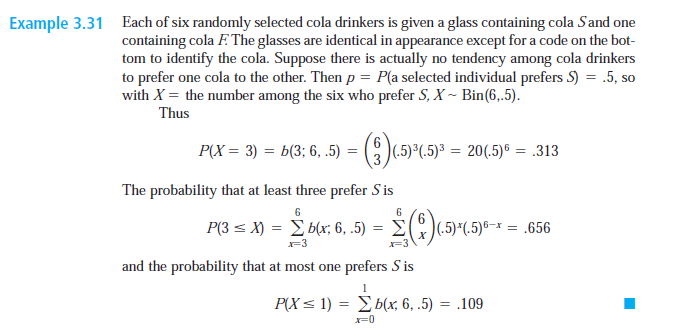 Example 3.31 Each of six randomly selected cola drinkers is given a glass containing cola S and one
containing cola F. The glasses are identical in appearance except for a code on the bot-
tom to identify the cola. Suppose there is actually no tendency among cola drinkers
to prefer one cola to the other. Then p = P(a selected individual prefers S) = .5, so
with X = the number among the six who prefer S, X ~ Bin(6,.5).
Thus
P(X = 3) = b(3; 6, .5) = (6 3)(.5)³(.5)³ = 20(.5)⁶ = .313
The probability that at least three prefer S is
P(3 ≤ X) = 6 Σ x=3 b(x; 6, .5) = 6 Σ x=3 (6 x)(.5)ˣ(.5)⁶⁻ˣ = .656
and the probability that at most one prefers S is
P(X ≤ 1) = 1 Σ x=0 b(x; 6, .5) = .109